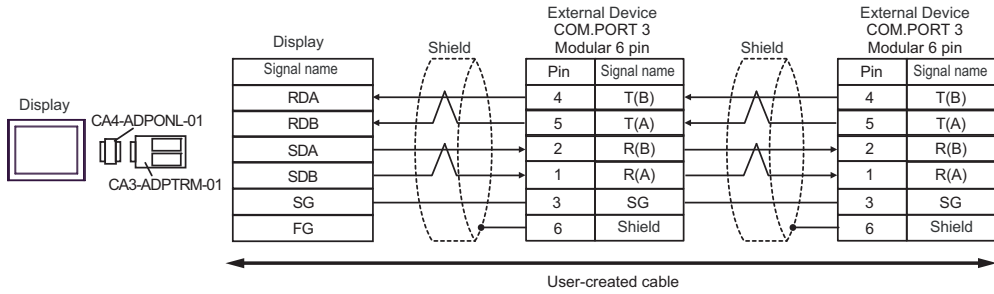 External Device
COM.PORT 3
Modular 6 pin
External Device
COM.PORT 3
Modular 6 pin
Display
Shield
Shield
Signal name
Pin Signal name
Pin Signal name
RDA 4 T(B) 4 T(B)
RDB 5 T(A) 5 T(A)
SDA 2 R(B) 2 R(B)
SDB 1 R(A) 1 R(A)
SG 3 SG 3 SG
FG 6 Shield 6 Shield
Display
CA4-ADPONL-01
CA3-ADPTRM-01
User-created cable